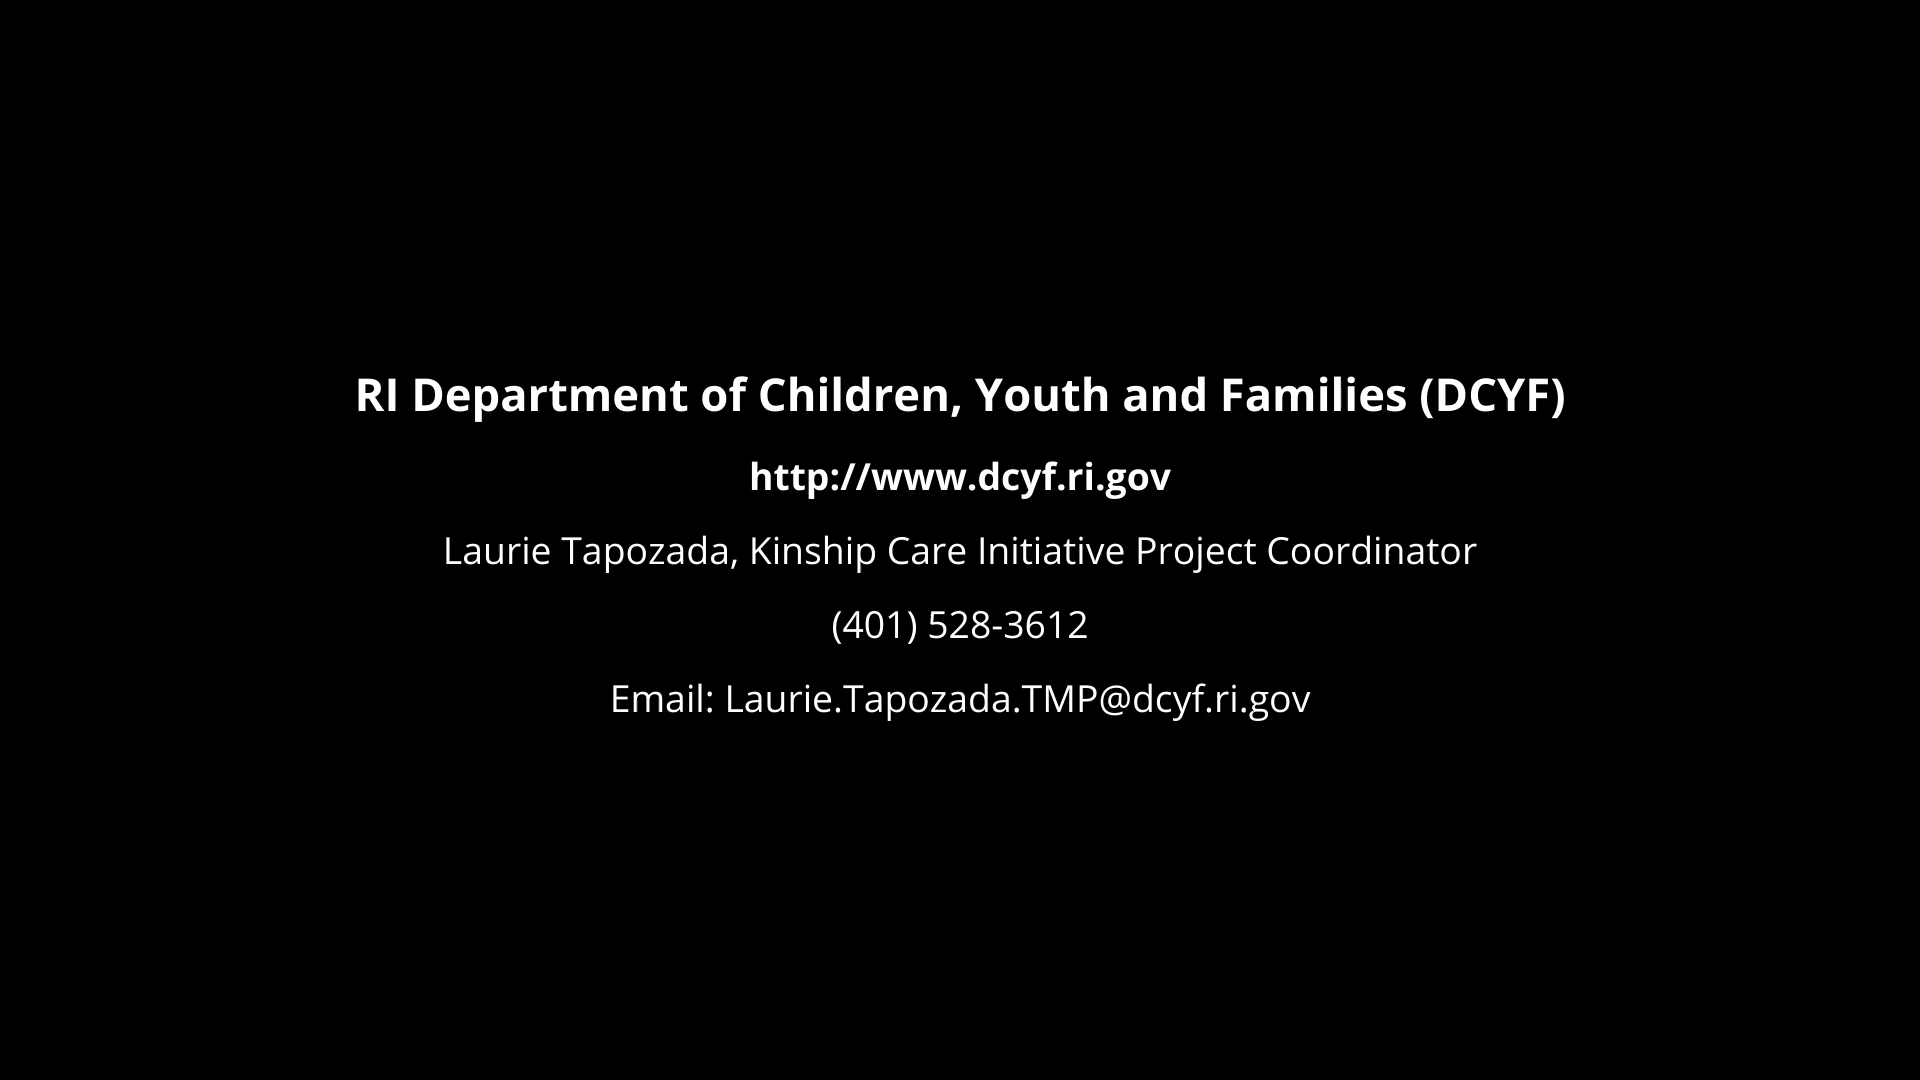 RI Department of Children, Youth and Families (DCYF)
http://www.dcyf.ri.gov
Laurie Tapozada, Kinship Care Initiative Project Coordinator
(401) 528-3612
Email: Laurie.Tapozada.TMP@dcyf.ri.gov